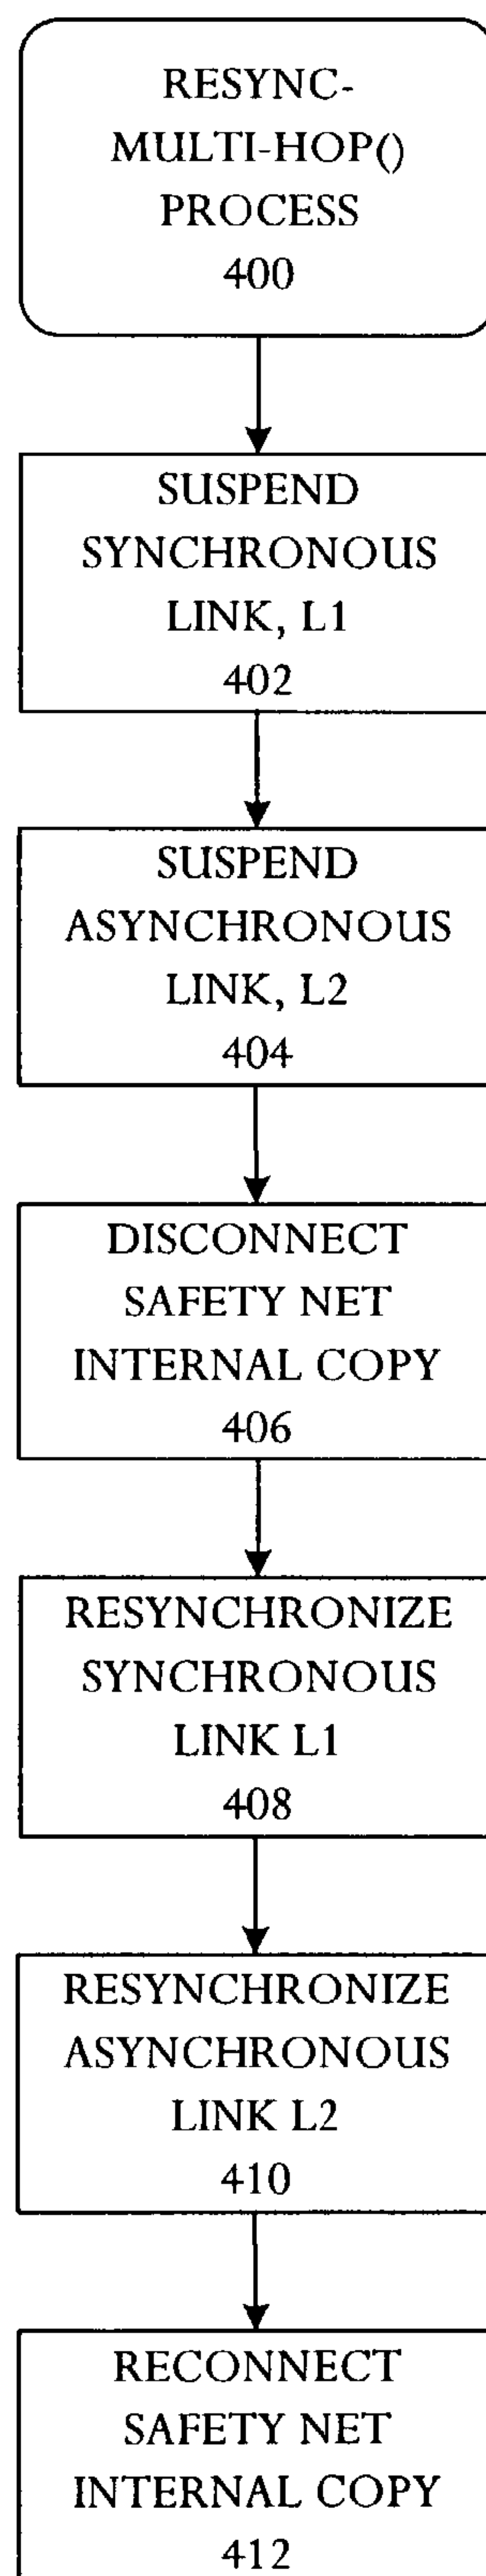 RESYNC-
MULTI-HOP()
PROCESS
400
SUSPEND
SYNCHRONOUS
LINK, L1
402
SUSPEND
ASYNCHRONOUS
LINK, L2
404
DISCONNECT
SAFETY NET
INTERNAL COPY
406
RESYNCHRONIZE
SYNCHRONOUS
LINK L1
408
RESYNCHRONIZE
ASYNCHRONOUS
LINK L2
410
RECONNECT
SAFETY NET
INTERNAL COPY
412